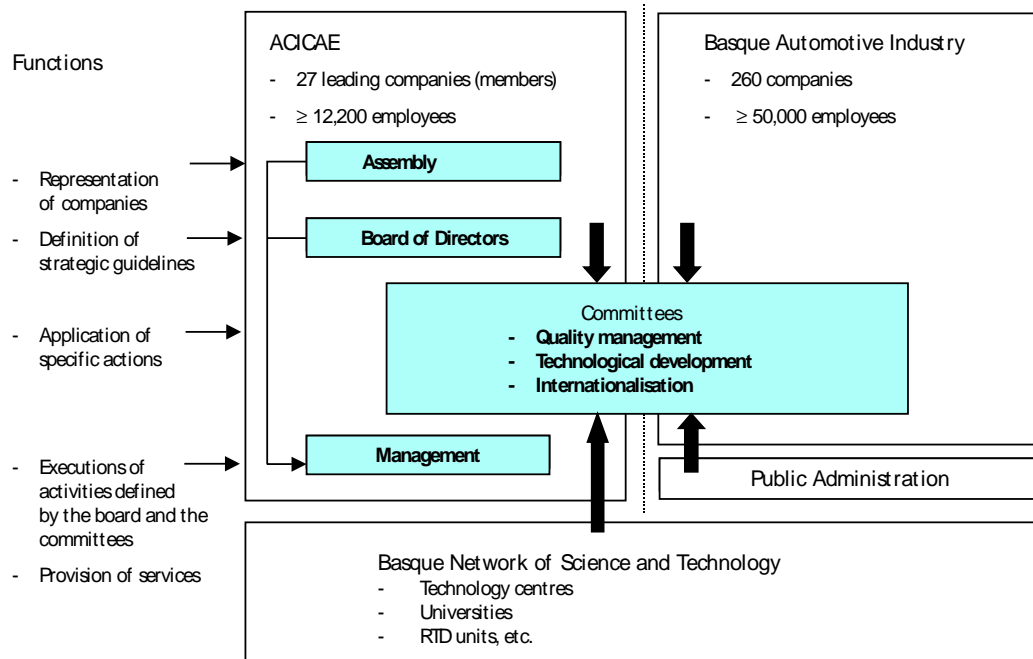 Functions
- Representation
of companies
- Definition of
strategic guidelines
- Application of
specific actions
- Executions of
activities defined
by the board and the
committees
- Provision of services
ACICAE
- 27 leading companies (members)
- ≥ 12,200 employees
Assembly
Board of Directors
Basque Automotive Industry
- 260 companies
- ≥ 50,000 employees
Committees
- Quality management
- Technological development
- Internationalisation
Management
Public Administration
Basque Network of Science and Technology
- Technology centres
- Universities
- RTD units, etc.